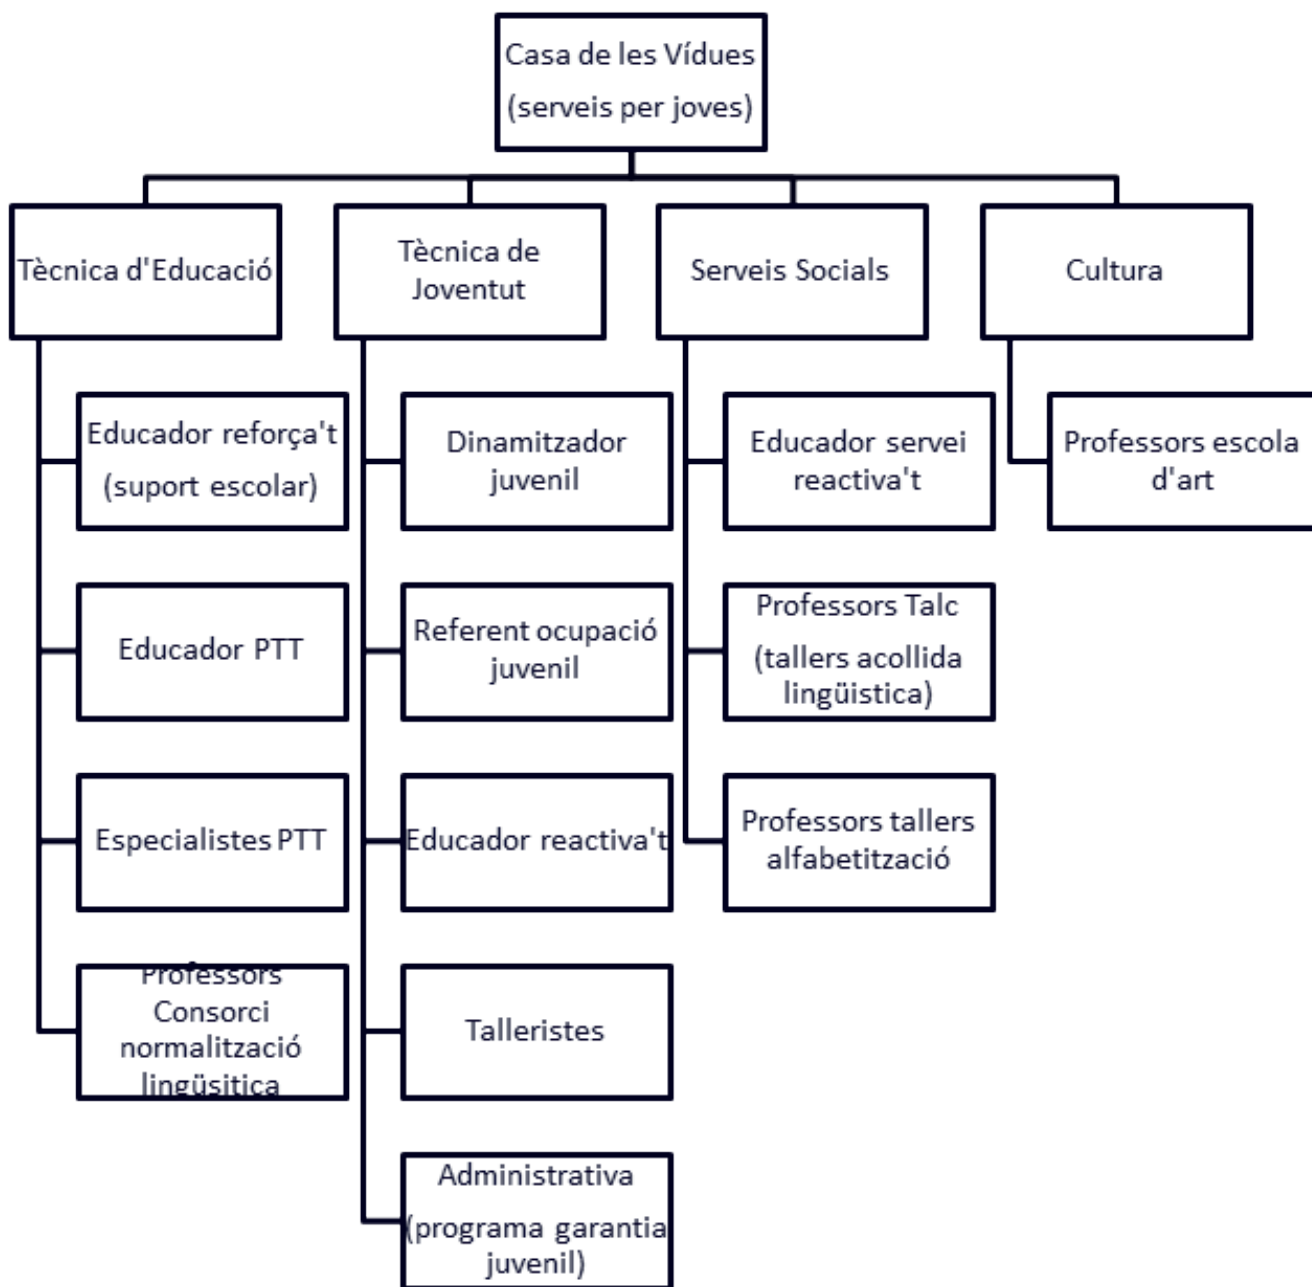 Casa de les Vídues
(serveis per joves)
Tècnica d'Educació
Tècnica de
Joventut
Serveis Socials
Cultura
Educador reforça't
(suport escolar)
Educador PTT
Especialistes PTT
Professors
Consorci
normalització
lingüsitica
Dinamitzador
juvenil
Referent ocupació
juvenil
Educador reactiva't
Talleristes
Administrativa
(programa garantia
juvenil)
Educador servei
reactiva't
Professors Talc
(tallers acollida
lingüistica)
Professors tallers
alfabetització
Professors escola
d'art